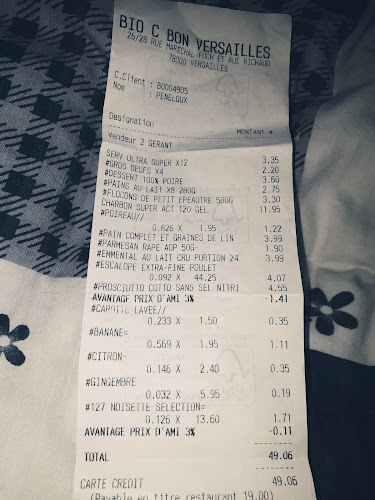 BIO C BON VERSAILLES
26/28 RUE MARÉCHAL FOCH ET RUE RICHAUD
78000 VERSAILLES
C.Client : B0004905
Nom : PENELOUX
Désignation MONTANT *
Vendeur 2 GERANT
SERV ULTRA SUPER X12 3.35
#GROS OEUFS X4 2.20
#DESSERT 100% POIRE 3.60
#PAINS AU LAIT X8 280G 2.75
#FLOCONS DE PETIT EPEAUTRE 500G 3.30
CHARBON SUPER ACT 120 GEL 11.95
#POIREAU//
0.626 X 1.95 1.22
#PAIN COMPLET ET GRAINES DE LIN 3.99
#PARMESAN RAPE AOP 50G- 1.90
#EMMENTAL AU LAIT CRU PORTION 24 3.99
#ESCALOPE EXTRA-FINE POULET
0.092 X 44.25 4.07
#PROSCIUTTO COTTO SANS SEL NITRI 4.55
AVANTAGE PRIX D'AMI 3% -1.41
#CAROTTE LAVEE//
0.233 X 1.50 0.35
#BANANE=
0.569 X 1.95 1.11
#CITRON-
0.146 X 2.40 0.35
#GINGEMBRE
0.032 X 5.95 0.19
#127 NOISETTE SELECTION=
0.126 X 13.60 1.71
AVANTAGE PRIX D'AMI 3% -0.11
TOTAL 49.06
CARTE CREDIT 49.06
(Payable en titre restaurant 19.00)